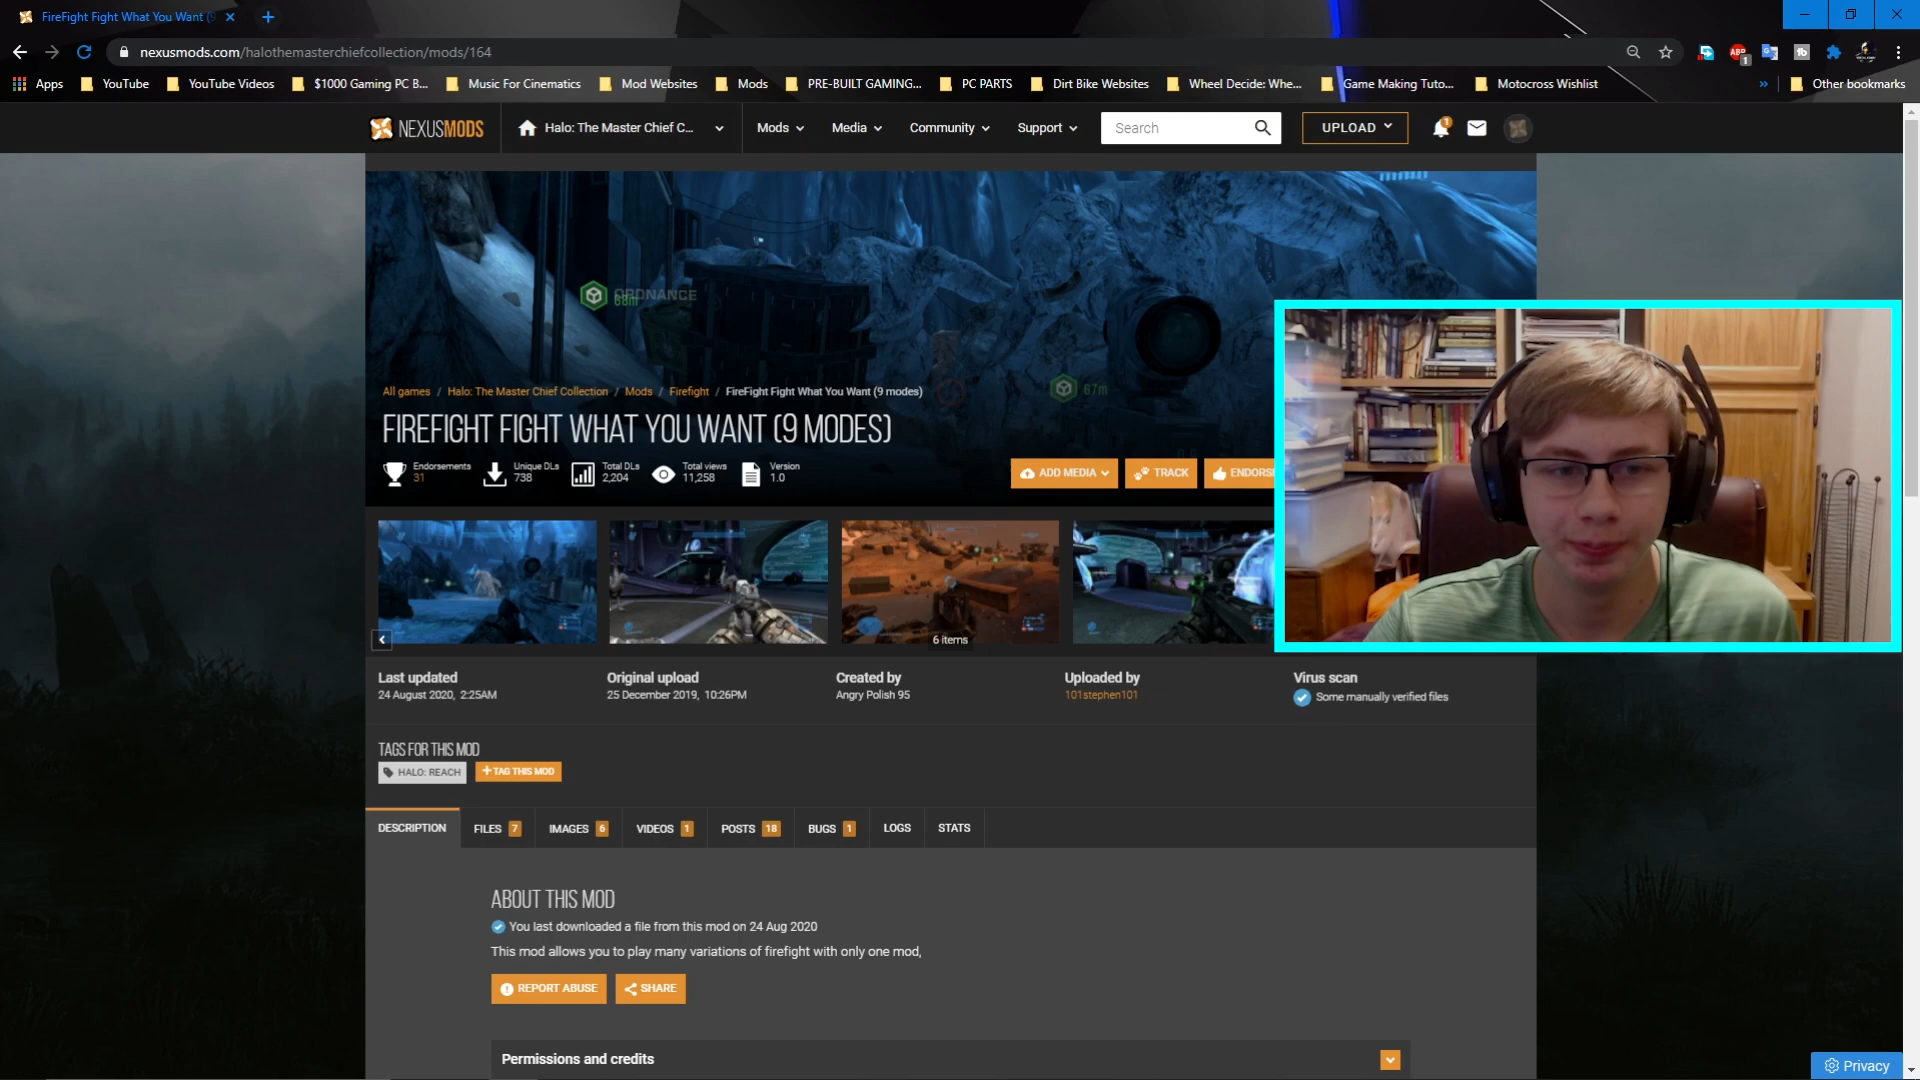 FireFight Fight What You Want (9
nexusmods.com/halothemasterchiefcollection/mods/164
ABP
1
tb
Apps
YouTube
YouTube Videos
$1000 Gaming PC B...
Music For Cinematics
Mod Websites
Mods
PRE-BUILT GAMING...
PC PARTS
Dirt Bike Websites
Wheel Decide: Whe...
Game Making Tuto...
Motocross Wishlist
»
Other bookmarks
NEXUSMODS
Halo: The Master Chief C...
Mods
Media
Community
Support
Search
UPLOAD
1
ORDNANCE
67m
All games / Halo: The Master Chief Collection / Mods / Firefight / FireFight Fight What You Want (9 modes)
FIREFIGHT FIGHT WHAT YOU WANT (9 MODES)
Endorsements
31
Unique DLs
738
Total DLs
2,204
Total views
11,258
Version
1.0
ADD MEDIA
TRACK
ENDORS
6 items
Last updated
24 August 2020, 2:25AM
Original upload
25 December 2019, 10:26PM
Created by
Angry Polish 95
Uploaded by
101stephen101
Virus scan
Some manually verified files
TAGS FOR THIS MOD
HALO: REACH
+ TAG THIS MOD
DESCRIPTION
FILES 7
IMAGES 6
VIDEOS 1
POSTS 18
BUGS 1
LOGS
STATS
ABOUT THIS MOD
You last downloaded a file from this mod on 24 Aug 2020
This mod allows you to play many variations of firefight with only one mod,
REPORT ABUSE
SHARE
Permissions and credits
Privacy